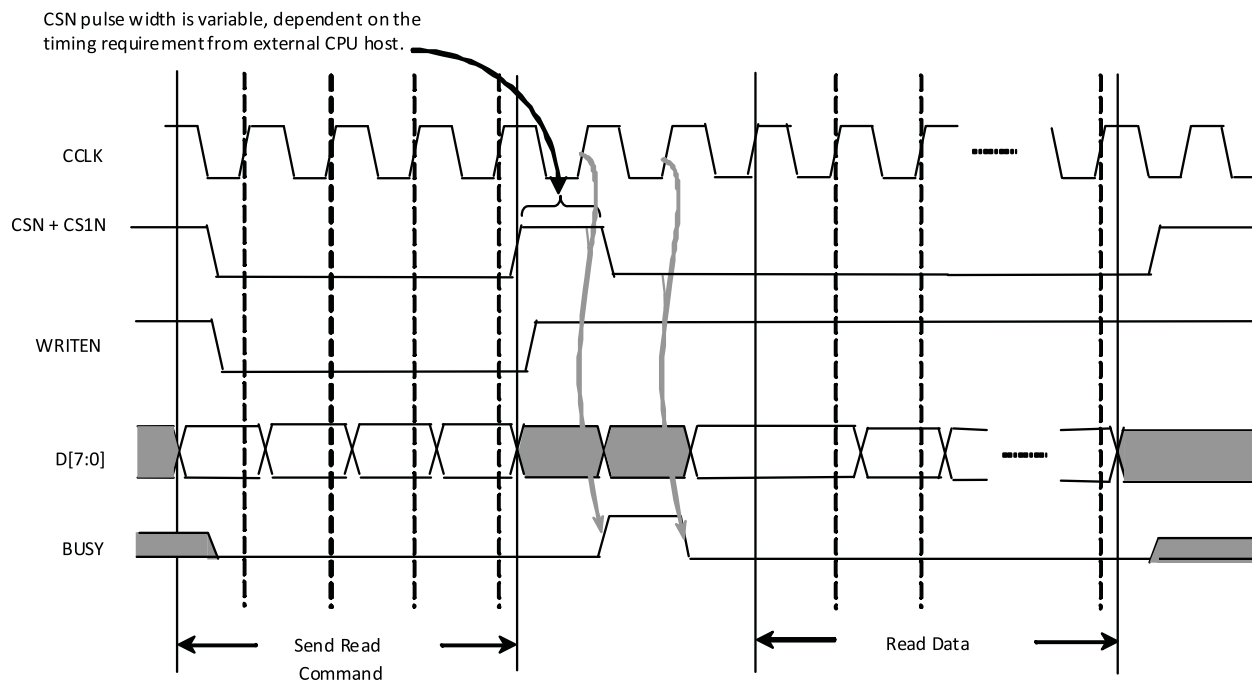 CSN pulse width is variable, dependent on the
timing requirement from external CPU host.
CCLK
CSN + CS1N
WRITEN
D[7:0]
BUSY
Send Read
Command
Read Data